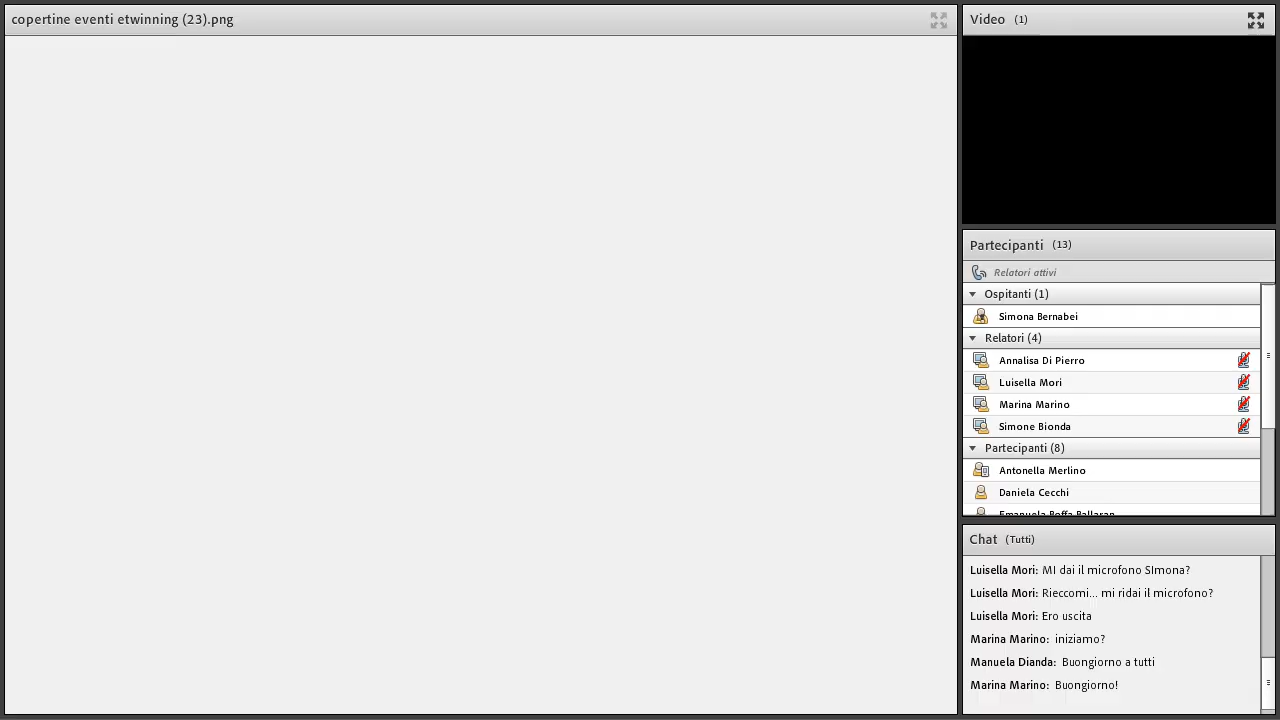 copertine eventi etwinning (23).png
Video (1)
Partecipanti (13)
Relatori attivi
Ospitanti (1)
Simona Bernabei
Relatori (4)
Annalisa Di Pierro
Luisella Mori
Marina Marino
Simone Bionda
Partecipanti (8)
Antonella Merlino
Daniela Cecchi
Emanuela Boffa Ballaran
Chat (Tutti)
Luisella Mori: MI dai il microfono SImona?
Luisella Mori: Rieccomi... mi ridai il microfono?
Luisella Mori: Ero uscita
Marina Marino: iniziamo?
Manuela Dianda: Buongiorno a tutti
Marina Marino: Buongiorno!